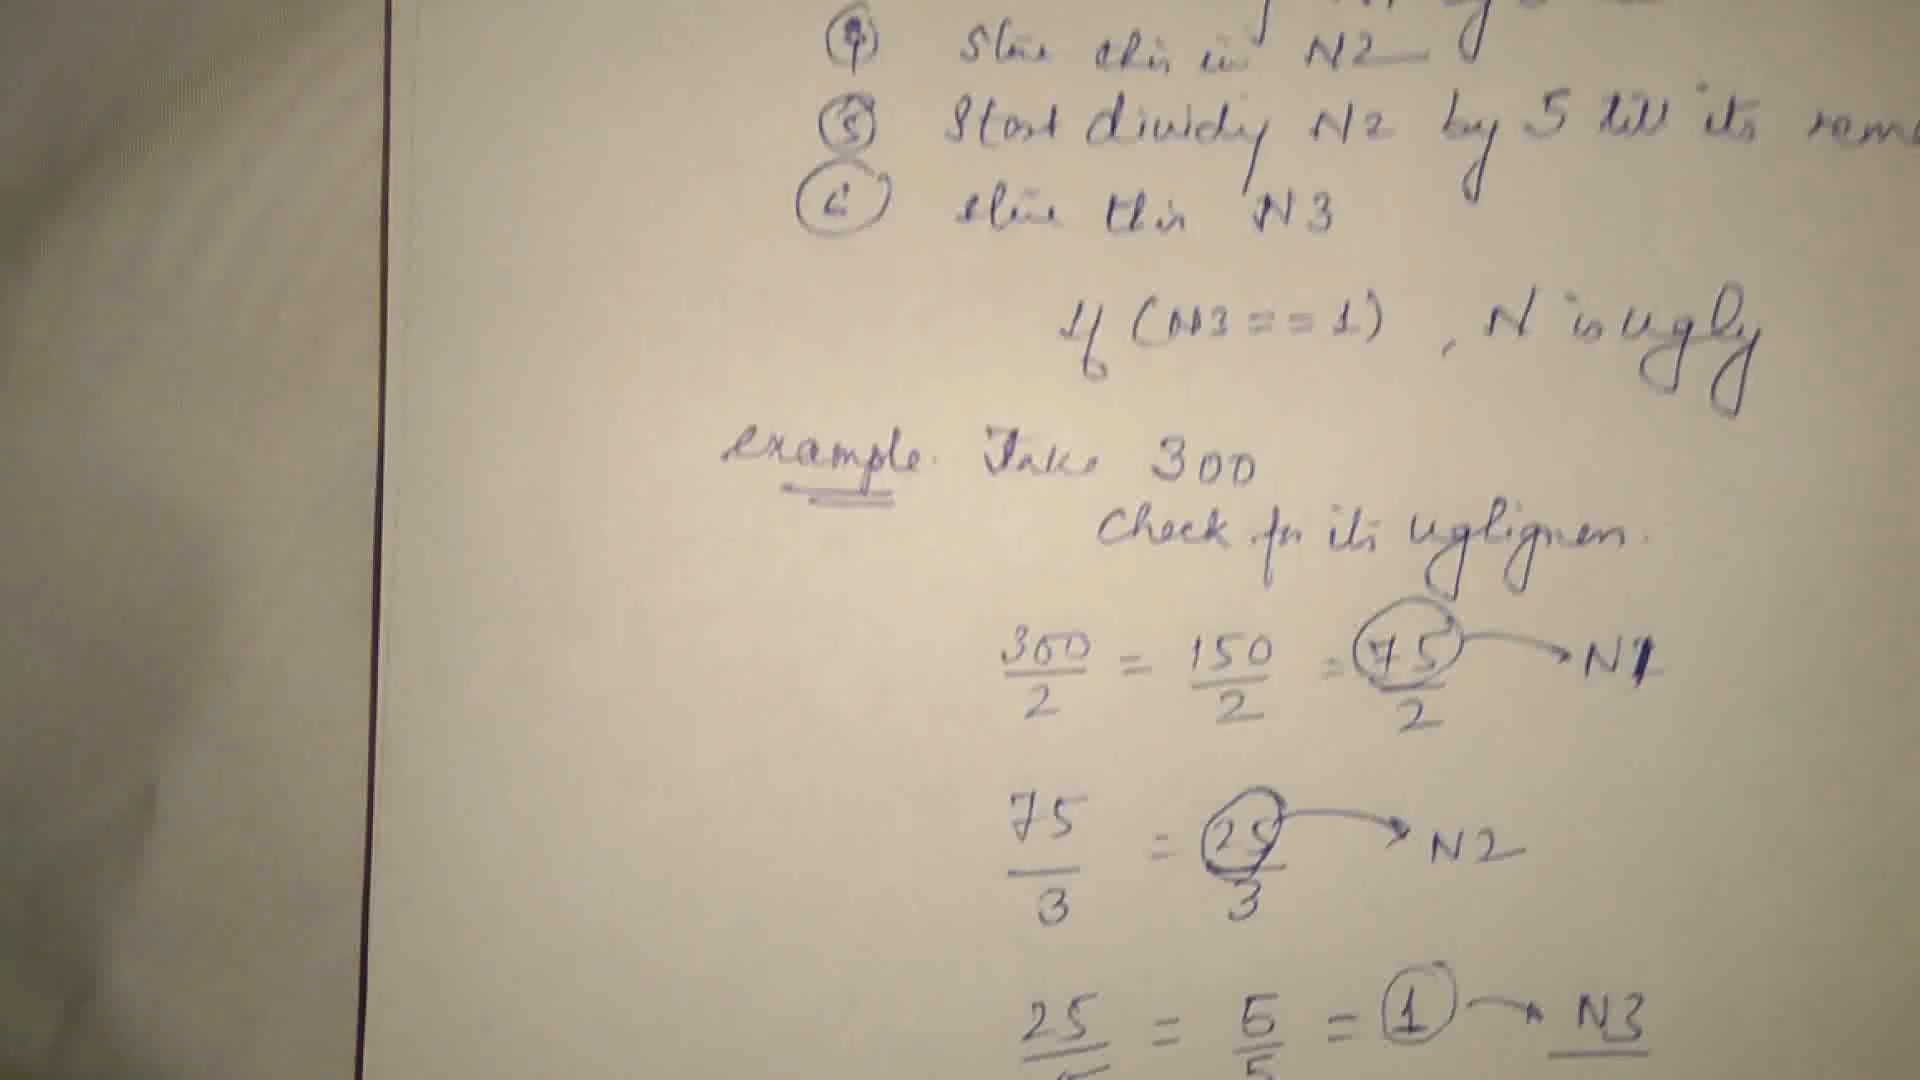 ④ Store this in N2
⑤ Start dividing N2 by 5 till its rem
⑥ store this N3
If (N3 = = 1) , N is ugly
example. Take 300
Check for its ugligness.
300/2 = 150/2 = 75/2 → N1
75/3 = 25/3 → N2
25/5 = 5/5 = 1 → N3